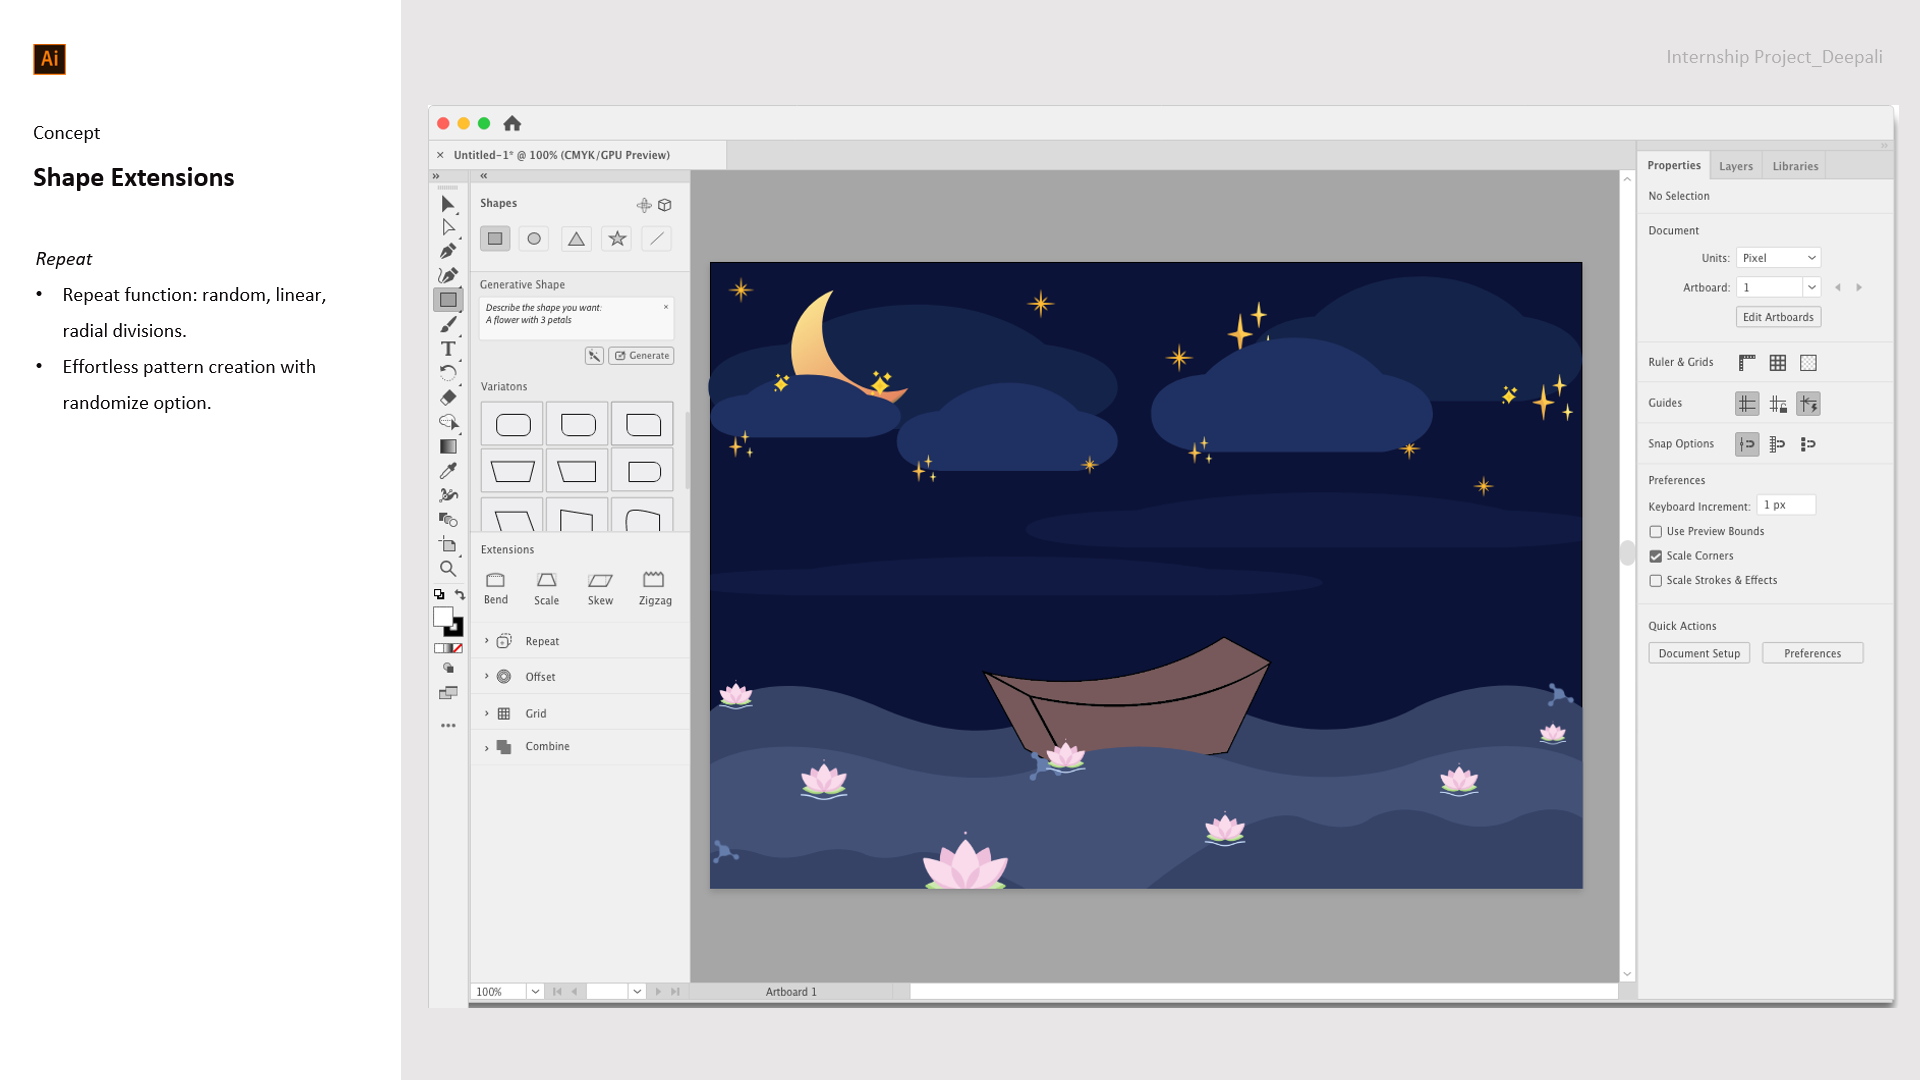 Ai
Internship Project_Deepali
Concept
Shape Extensions
Repeat
• Repeat function: random, linear,
radial divisions.
• Effortless pattern creation with
randomize option.
Untitled-1* @ 100% (CMYK/GPU Preview)
Shapes
Generative Shape
Describe the shape you want:
A flower with 3 petals
Generate
Variatons
Extensions
Bend
Scale
Skew
Zigzag
Repeat
Offset
Grid
Combine
100%
Artboard 1
Properties
Layers
Libraries
No Selection
Document
Units: Pixel
Artboard: 1
Edit Artboards
Ruler & Grids
Guides
Snap Options
Preferences
Keyboard Increment: 1 px
Use Preview Bounds
Scale Corners
Scale Strokes & Effects
Quick Actions
Document Setup
Preferences